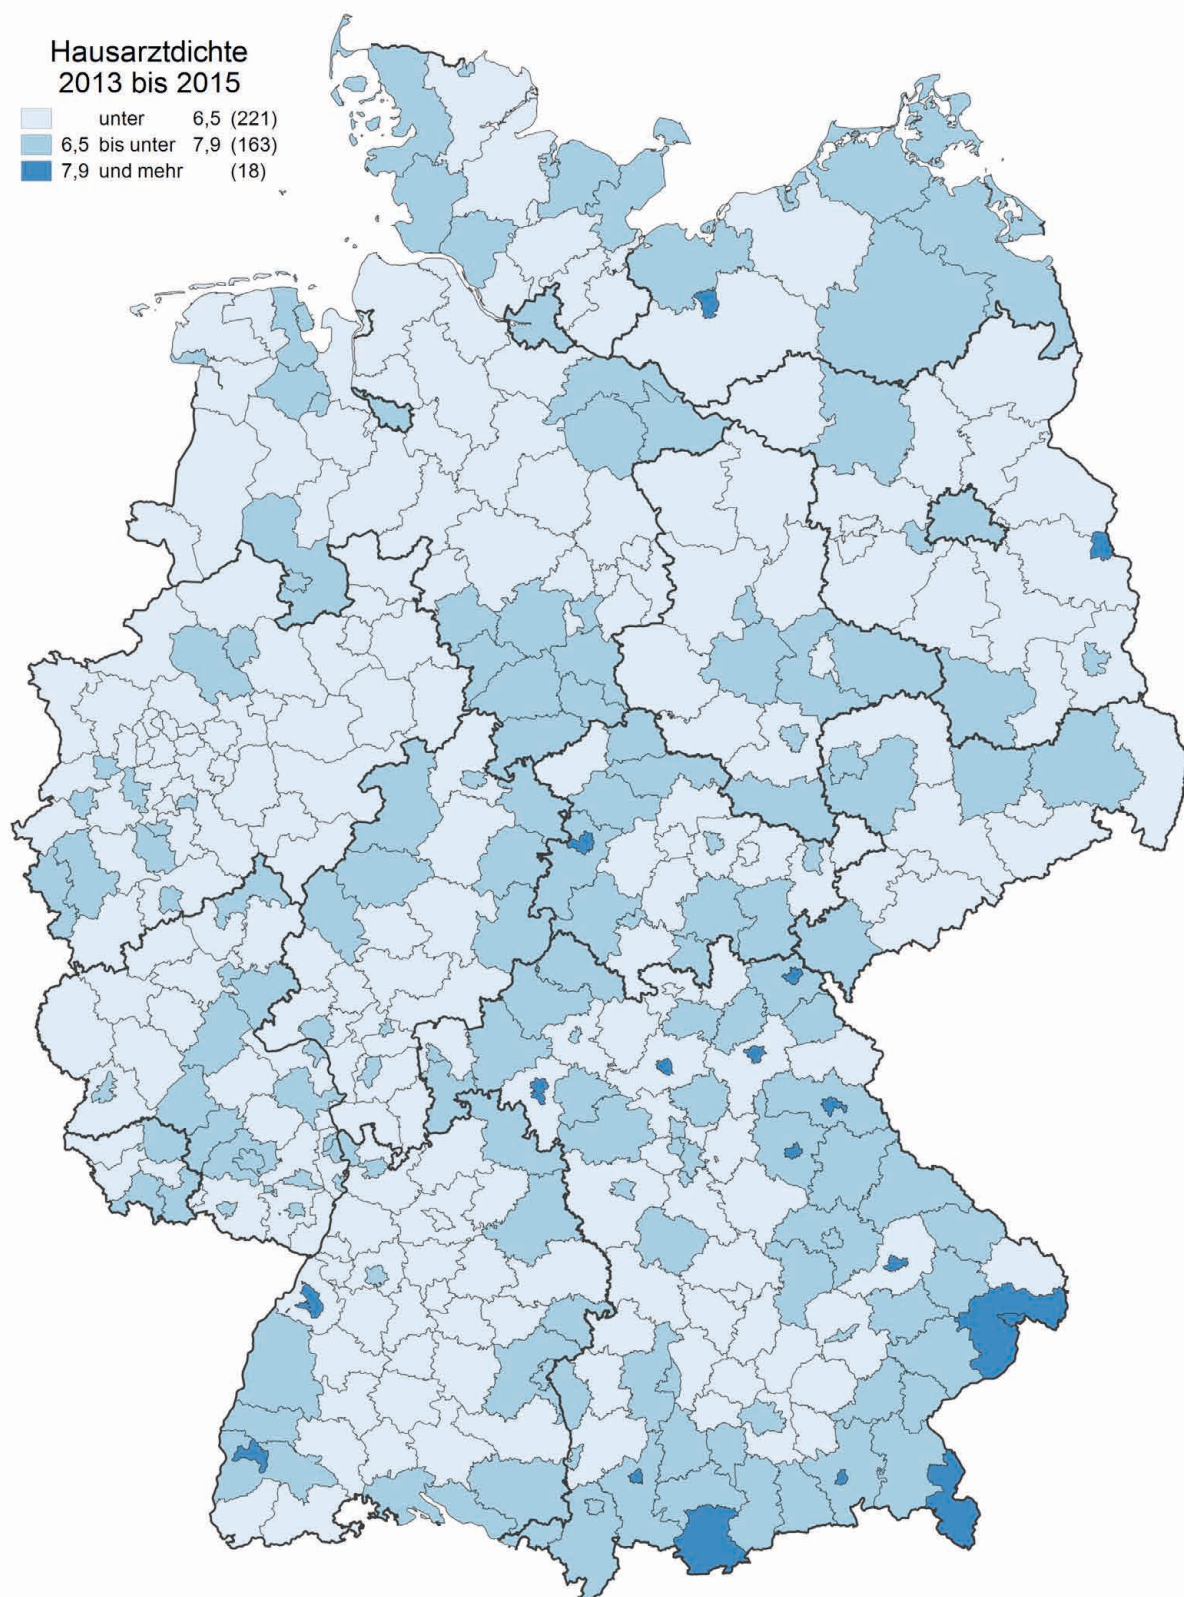 Hausarztdichte
2013 bis 2015
unter 6,5 (221)
6,5 bis unter 7,9 (163)
7,9 und mehr (18)